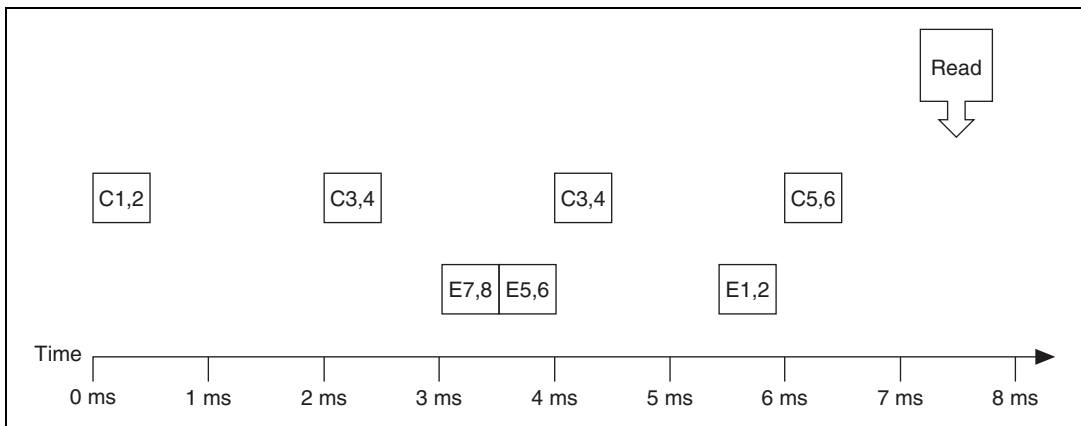 Read
C1,2 C3,4 C3,4 C5,6
E7,8 E5,6 E1,2
Time
0 ms 1 ms 2 ms 3 ms 4 ms 5 ms 6 ms 7 ms 8 ms